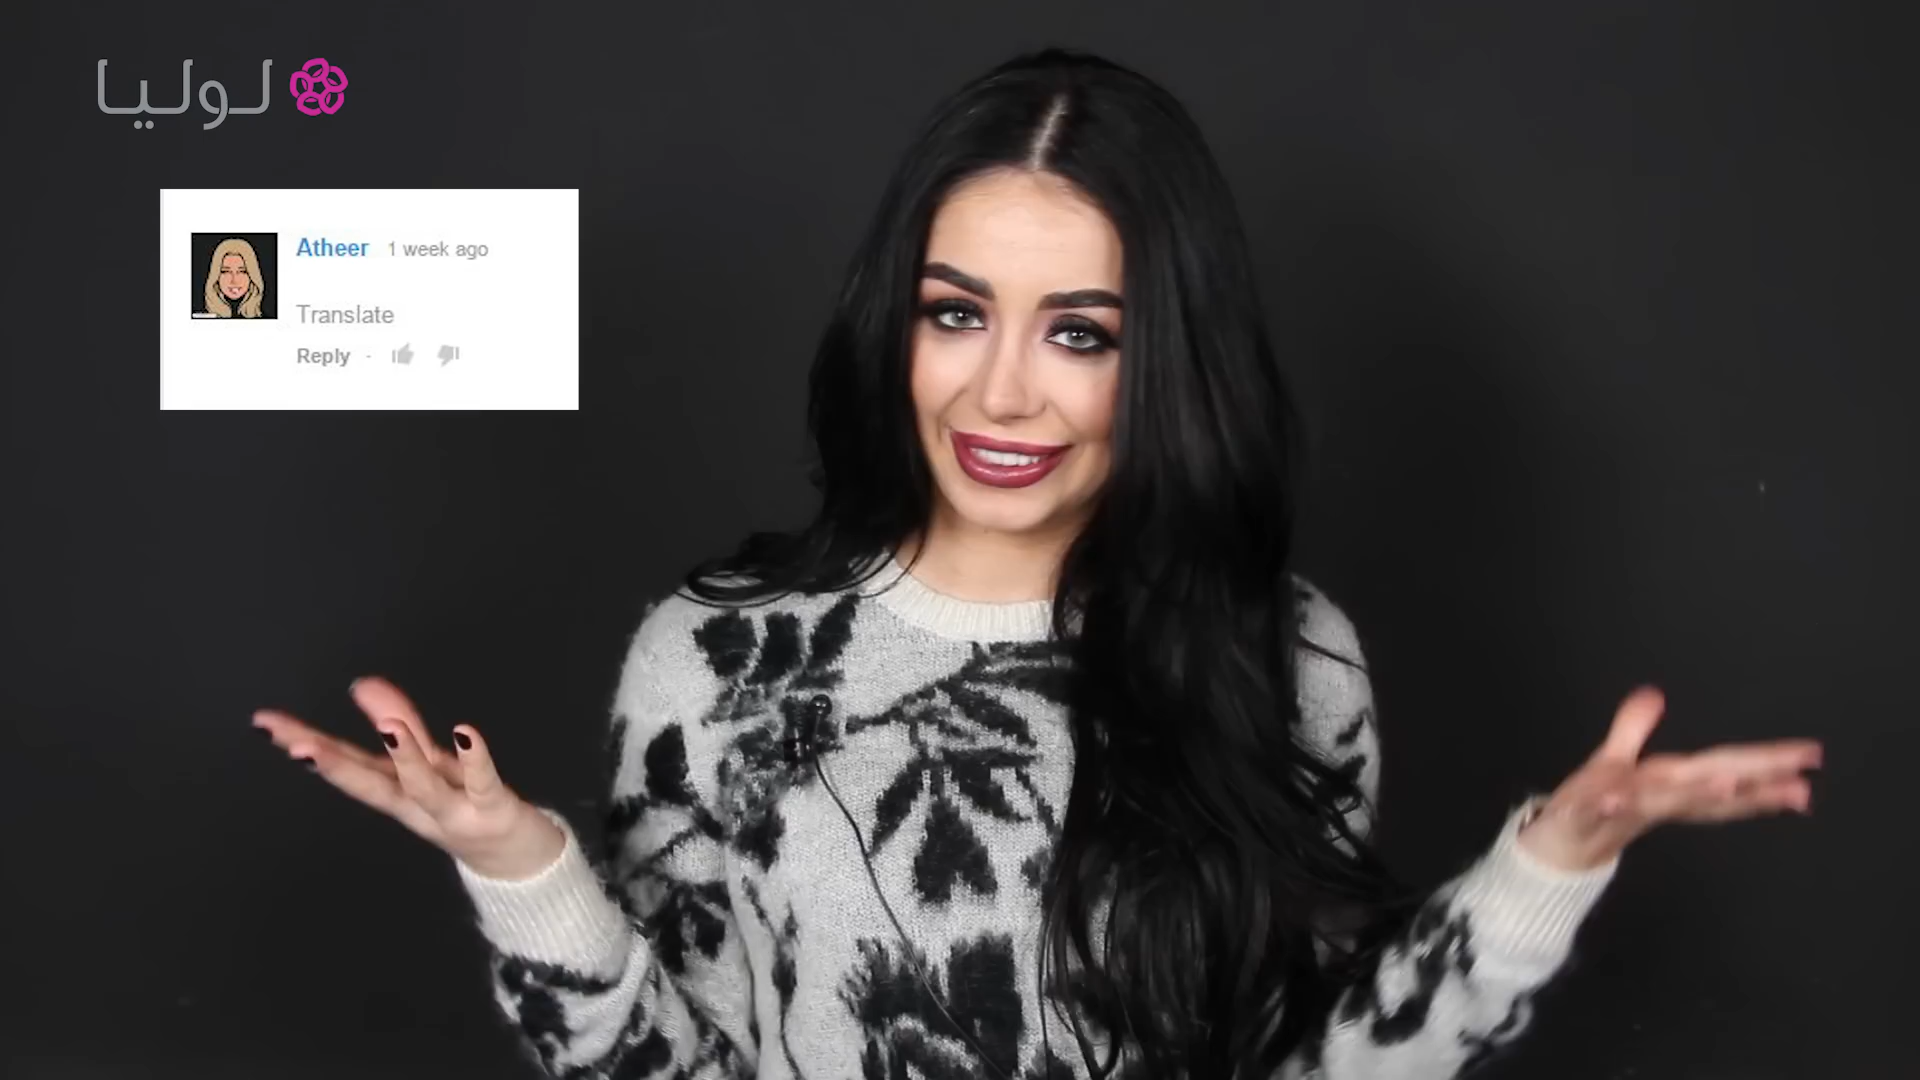 لوليا
Atheer 1 week ago
Translate
Reply -